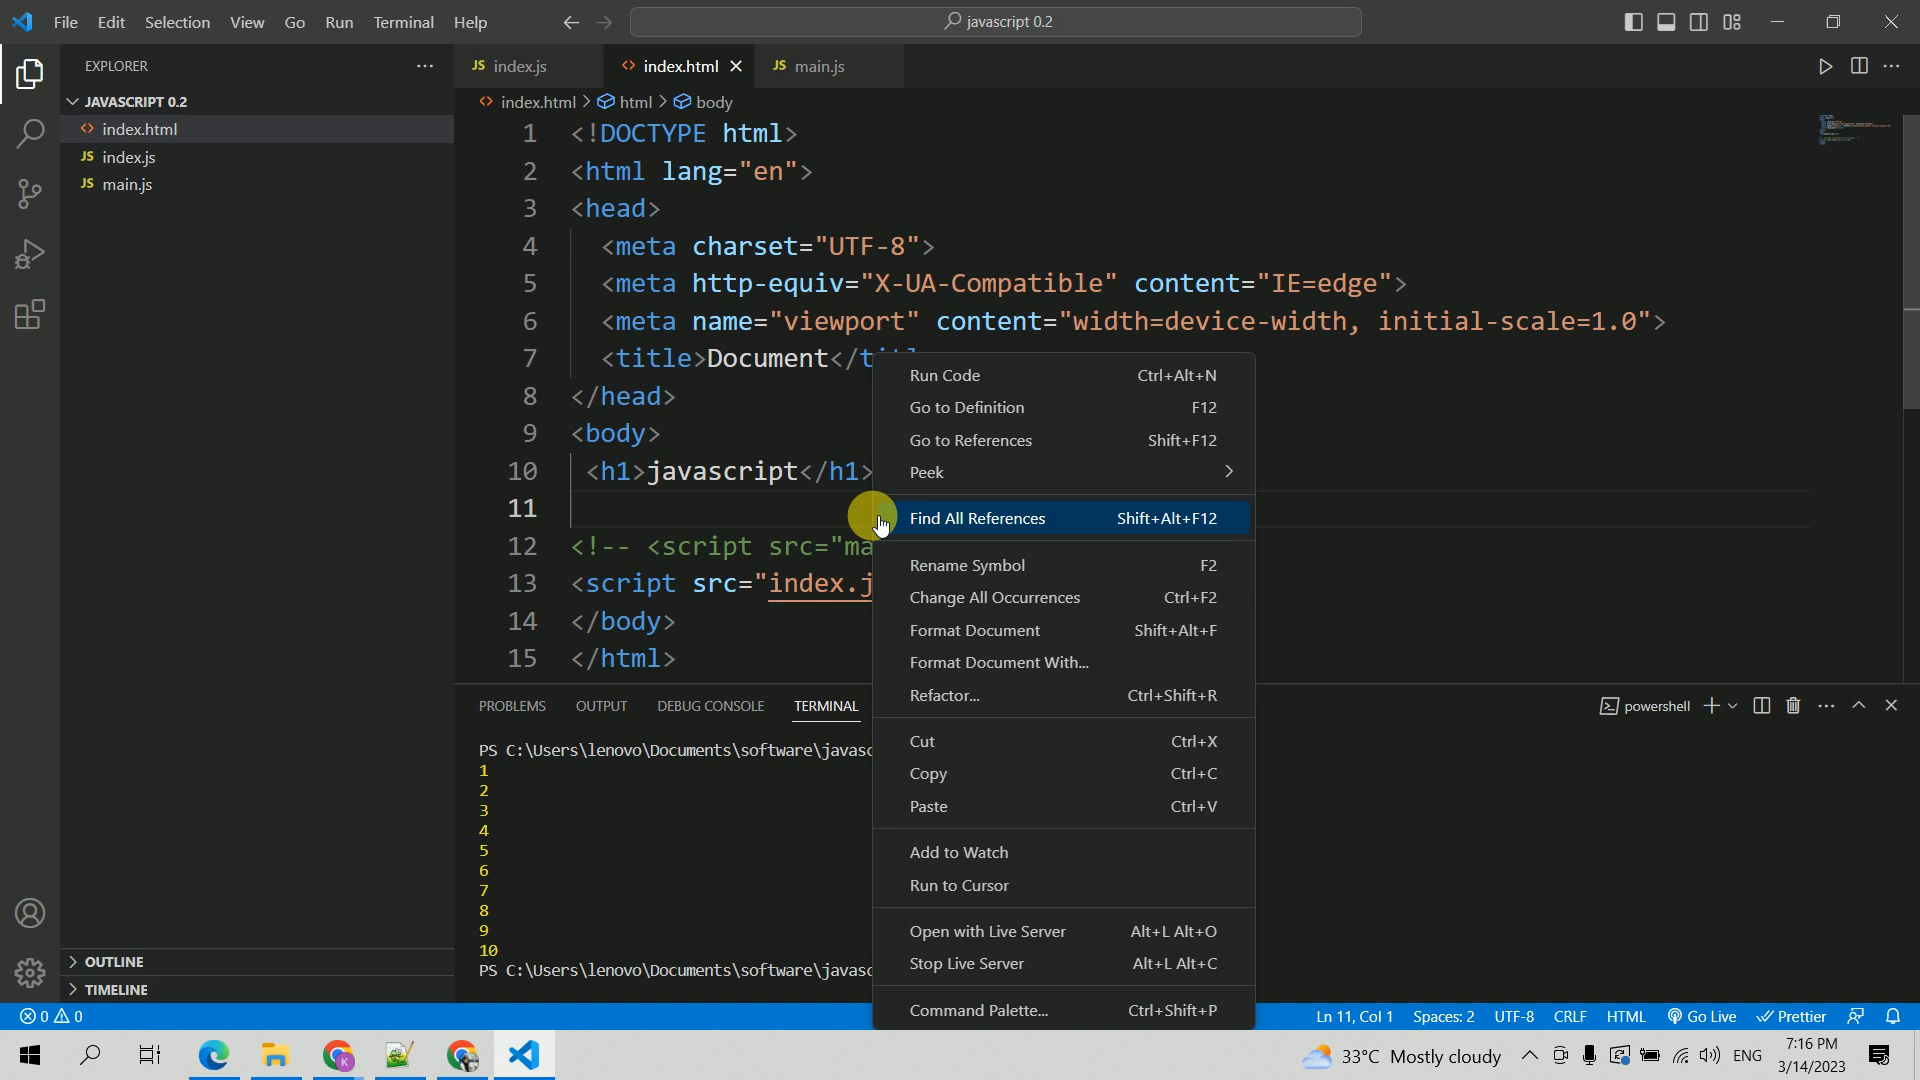 File Edit Selection View Go Run Terminal Help
javascript 0.2
EXPLORER
JAVASCRIPT 0.2
index.html
JS index.js
JS main.js
OUTLINE
TIMELINE
JS index.js
index.html
JS main.js
index.html > html > body
1 <!DOCTYPE html>
2 <html lang="en">
3 <head>
4 <meta charset="UTF-8">
5 <meta http-equiv="X-UA-Compatible" content="IE=edge">
6 <meta name="viewport" content="width=device-width, initial-scale=1.0">
7 <title>Document</
8 </head>
9 <body>
10 <h1>javascript</h1>
11
12 <!-- <script src="ma
13 <script src="index.j
14 </body>
15 </html>
Run Code Ctrl+Alt+N
Go to Definition F12
Go to References Shift+F12
Peek
Find All References Shift+Alt+F12
Rename Symbol F2
Change All Occurrences Ctrl+F2
Format Document Shift+Alt+F
Format Document With...
Refactor... Ctrl+Shift+R
Cut Ctrl+X
Copy Ctrl+C
Paste Ctrl+V
Add to Watch
Run to Cursor
Open with Live Server Alt+L Alt+O
Stop Live Server Alt+L Alt+C
Command Palette... Ctrl+Shift+P
PROBLEMS OUTPUT DEBUG CONSOLE TERMINAL
powershell
PS C:\Users\lenovo\Documents\software\javasc
1
2
3
4
5
6
7
8
9
10
PS C:\Users\lenovo\Documents\software\javasc
0 0
Ln 11, Col 1 Spaces: 2 UTF-8 CRLF HTML Go Live Prettier
33°C Mostly cloudy
ENG
7:16 PM
3/14/2023